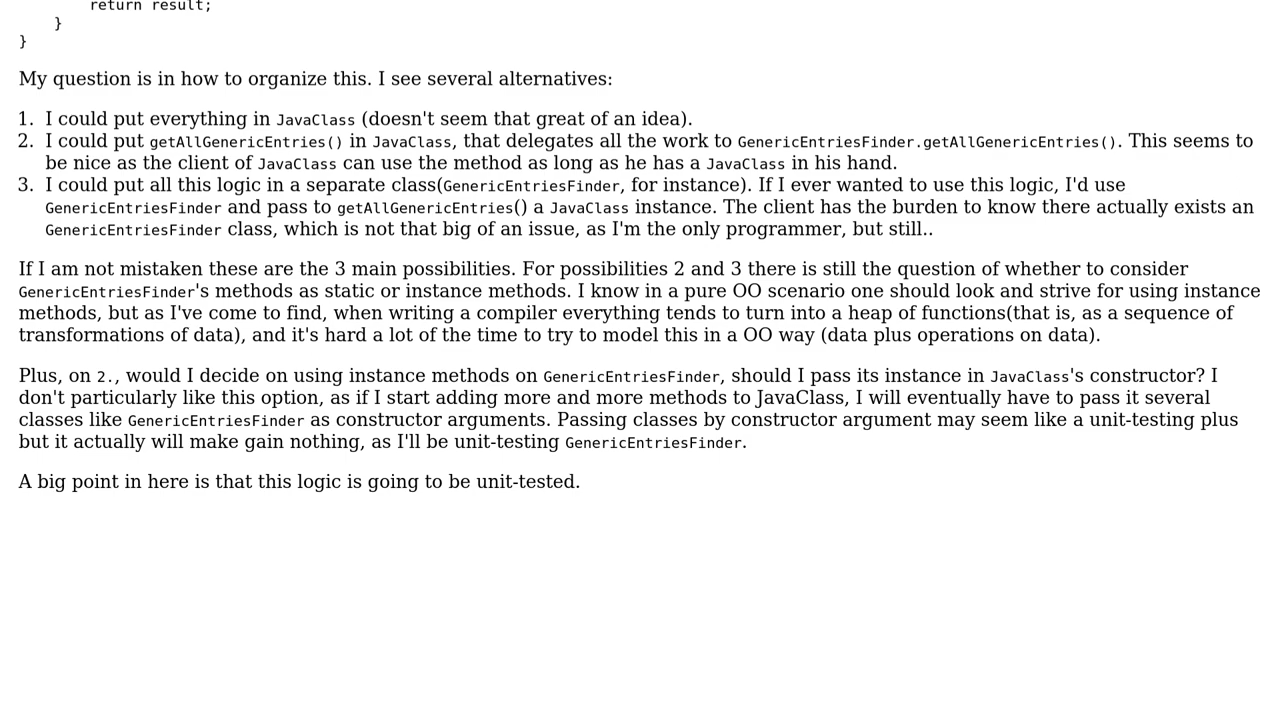 return result;
}
}
My question is in how to organize this. I see several alternatives:
1. I could put everything in JavaClass (doesn't seem that great of an idea).
2. I could put getAllGenericEntries() in JavaClass, that delegates all the work to GenericEntriesFinder.getAllGenericEntries(). This seems to
be nice as the client of JavaClass can use the method as long as he has a JavaClass in his hand.
3. I could put all this logic in a separate class(GenericEntriesFinder, for instance). If I ever wanted to use this logic, I'd use
GenericEntriesFinder and pass to getAllGenericEntries() a JavaClass instance. The client has the burden to know there actually exists an
GenericEntriesFinder class, which is not that big of an issue, as I'm the only programmer, but still..
If I am not mistaken these are the 3 main possibilities. For possibilities 2 and 3 there is still the question of whether to consider
GenericEntriesFinder's methods as static or instance methods. I know in a pure OO scenario one should look and strive for using instance
methods, but as I've come to find, when writing a compiler everything tends to turn into a heap of functions(that is, as a sequence of
transformations of data), and it's hard a lot of the time to try to model this in a OO way (data plus operations on data).
Plus, on 2., would I decide on using instance methods on GenericEntriesFinder, should I pass its instance in JavaClass's constructor? I
don't particularly like this option, as if I start adding more and more methods to JavaClass, I will eventually have to pass it several
classes like GenericEntriesFinder as constructor arguments. Passing classes by constructor argument may seem like a unit-testing plus
but it actually will make gain nothing, as I'll be unit-testing GenericEntriesFinder.
A big point in here is that this logic is going to be unit-tested.